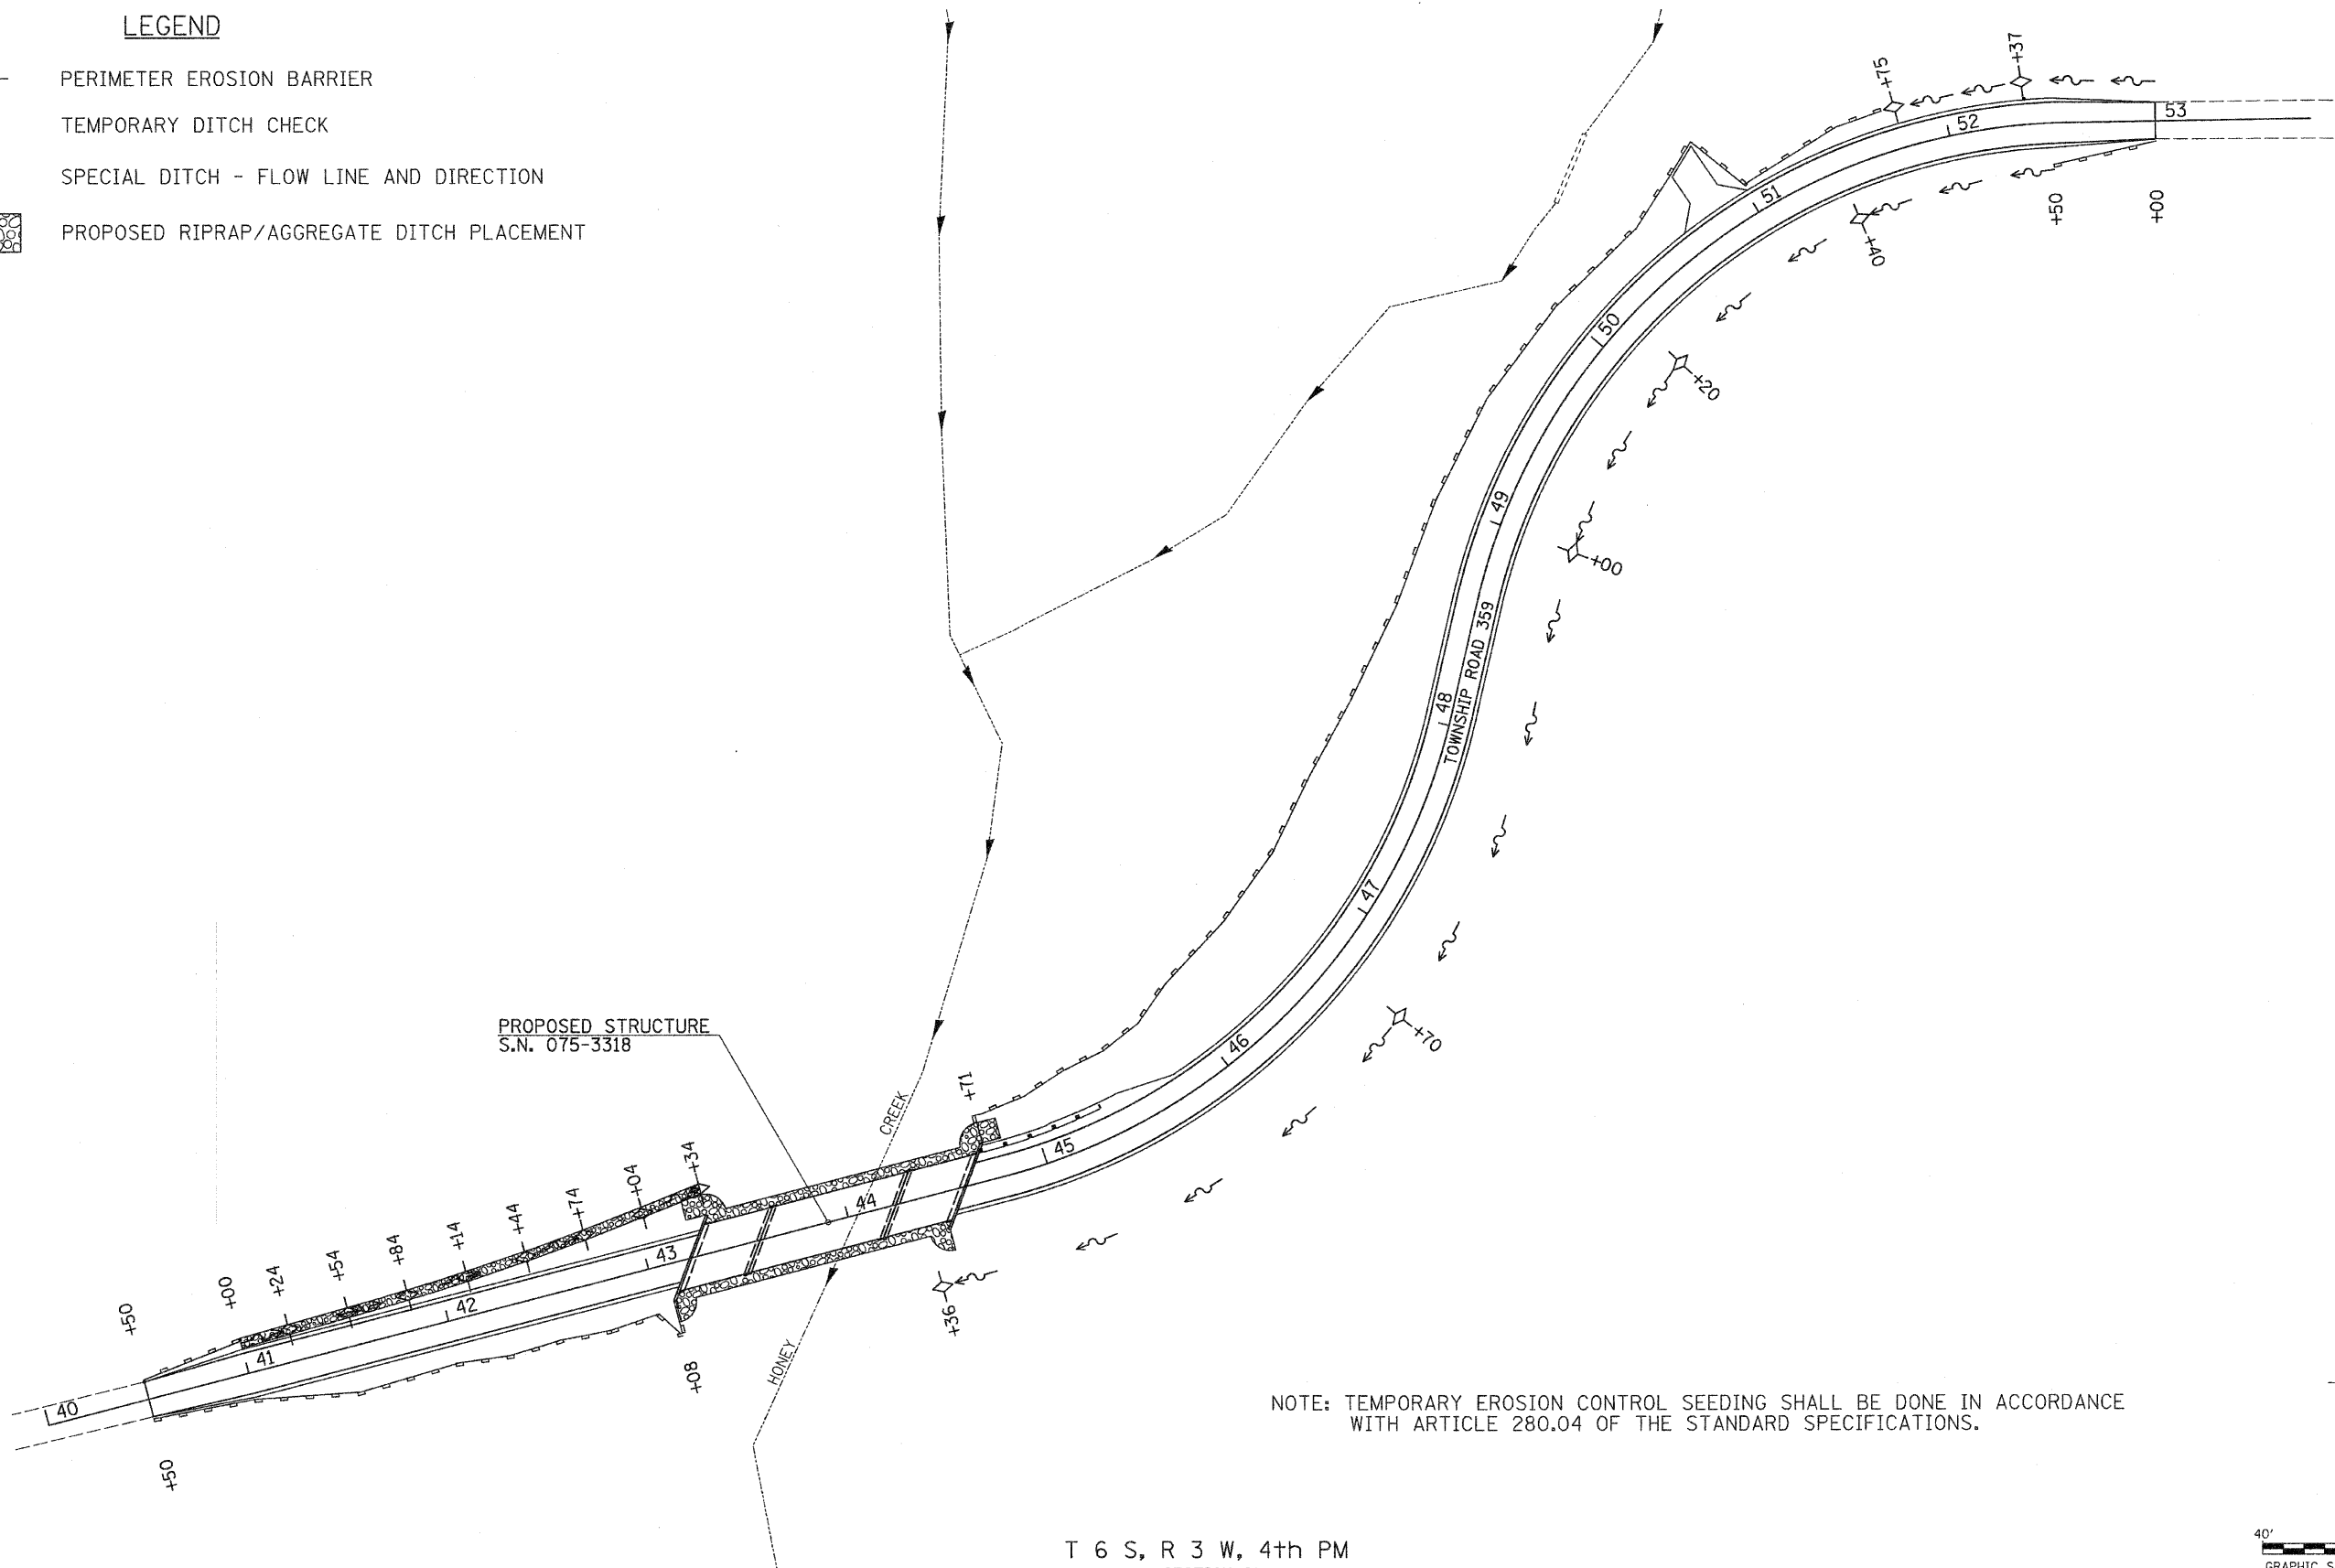 LEGEND
PERIMETER EROSION BARRIER
TEMPORARY DITCH CHECK
SPECIAL DITCH - FLOW LINE AND DIRECTION
PROPOSED RIPRAP/AGGREGATE DITCH PLACEMENT
+75
+37
53
52
51
+50
+00
+40
50
+20
49
+00
TOWNSHIP ROAD 359
48
47
+70
46
PROPOSED STRUCTURE
S.N. 075-3318
CREEK
+71
45
44
+34
+04
+74
+44
+14
+84
+54
+24
+00
+50
43
42
41
40
+36
HONEY
+08
+50
NOTE: TEMPORARY EROSION CONTROL SEEDING SHALL BE DONE IN ACCORDANCE
WITH ARTICLE 280.04 OF THE STANDARD SPECIFICATIONS.
T 6 S, R 3 W, 4th PM
40'